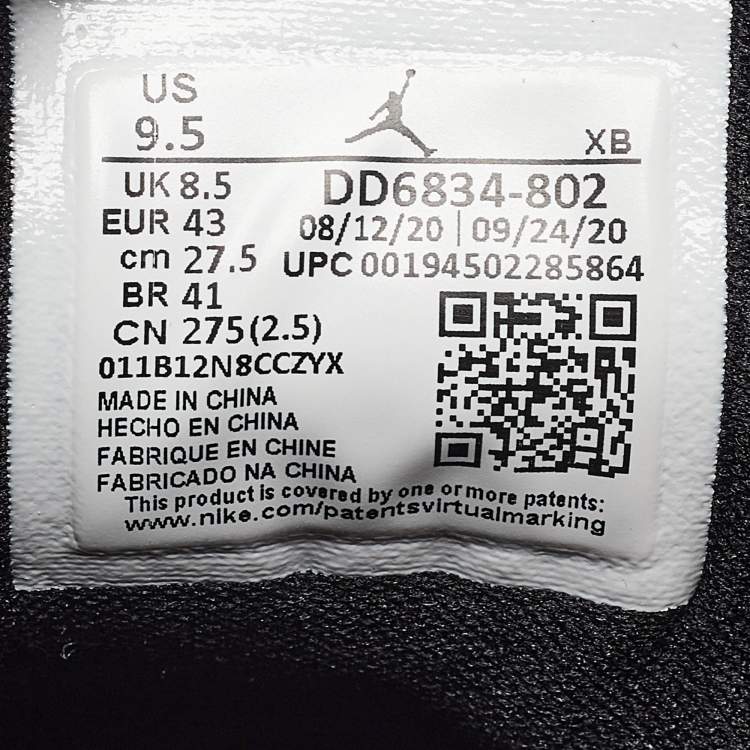 US
9.5
XB
UK 8.5
DD6834-802
EUR 43
08/12/20 | 09/24/20
cm 27.5
UPC 00194502285864
BR 41
CN 275(2.5)
011B12N8CCZYX
MADE IN CHINA
HECHO EN CHINA
FABRIQUE EN CHINE
FABRICADO NA CHINA
This product is covered by one or more patents:
www.nike.com/patentsvirtualmarking